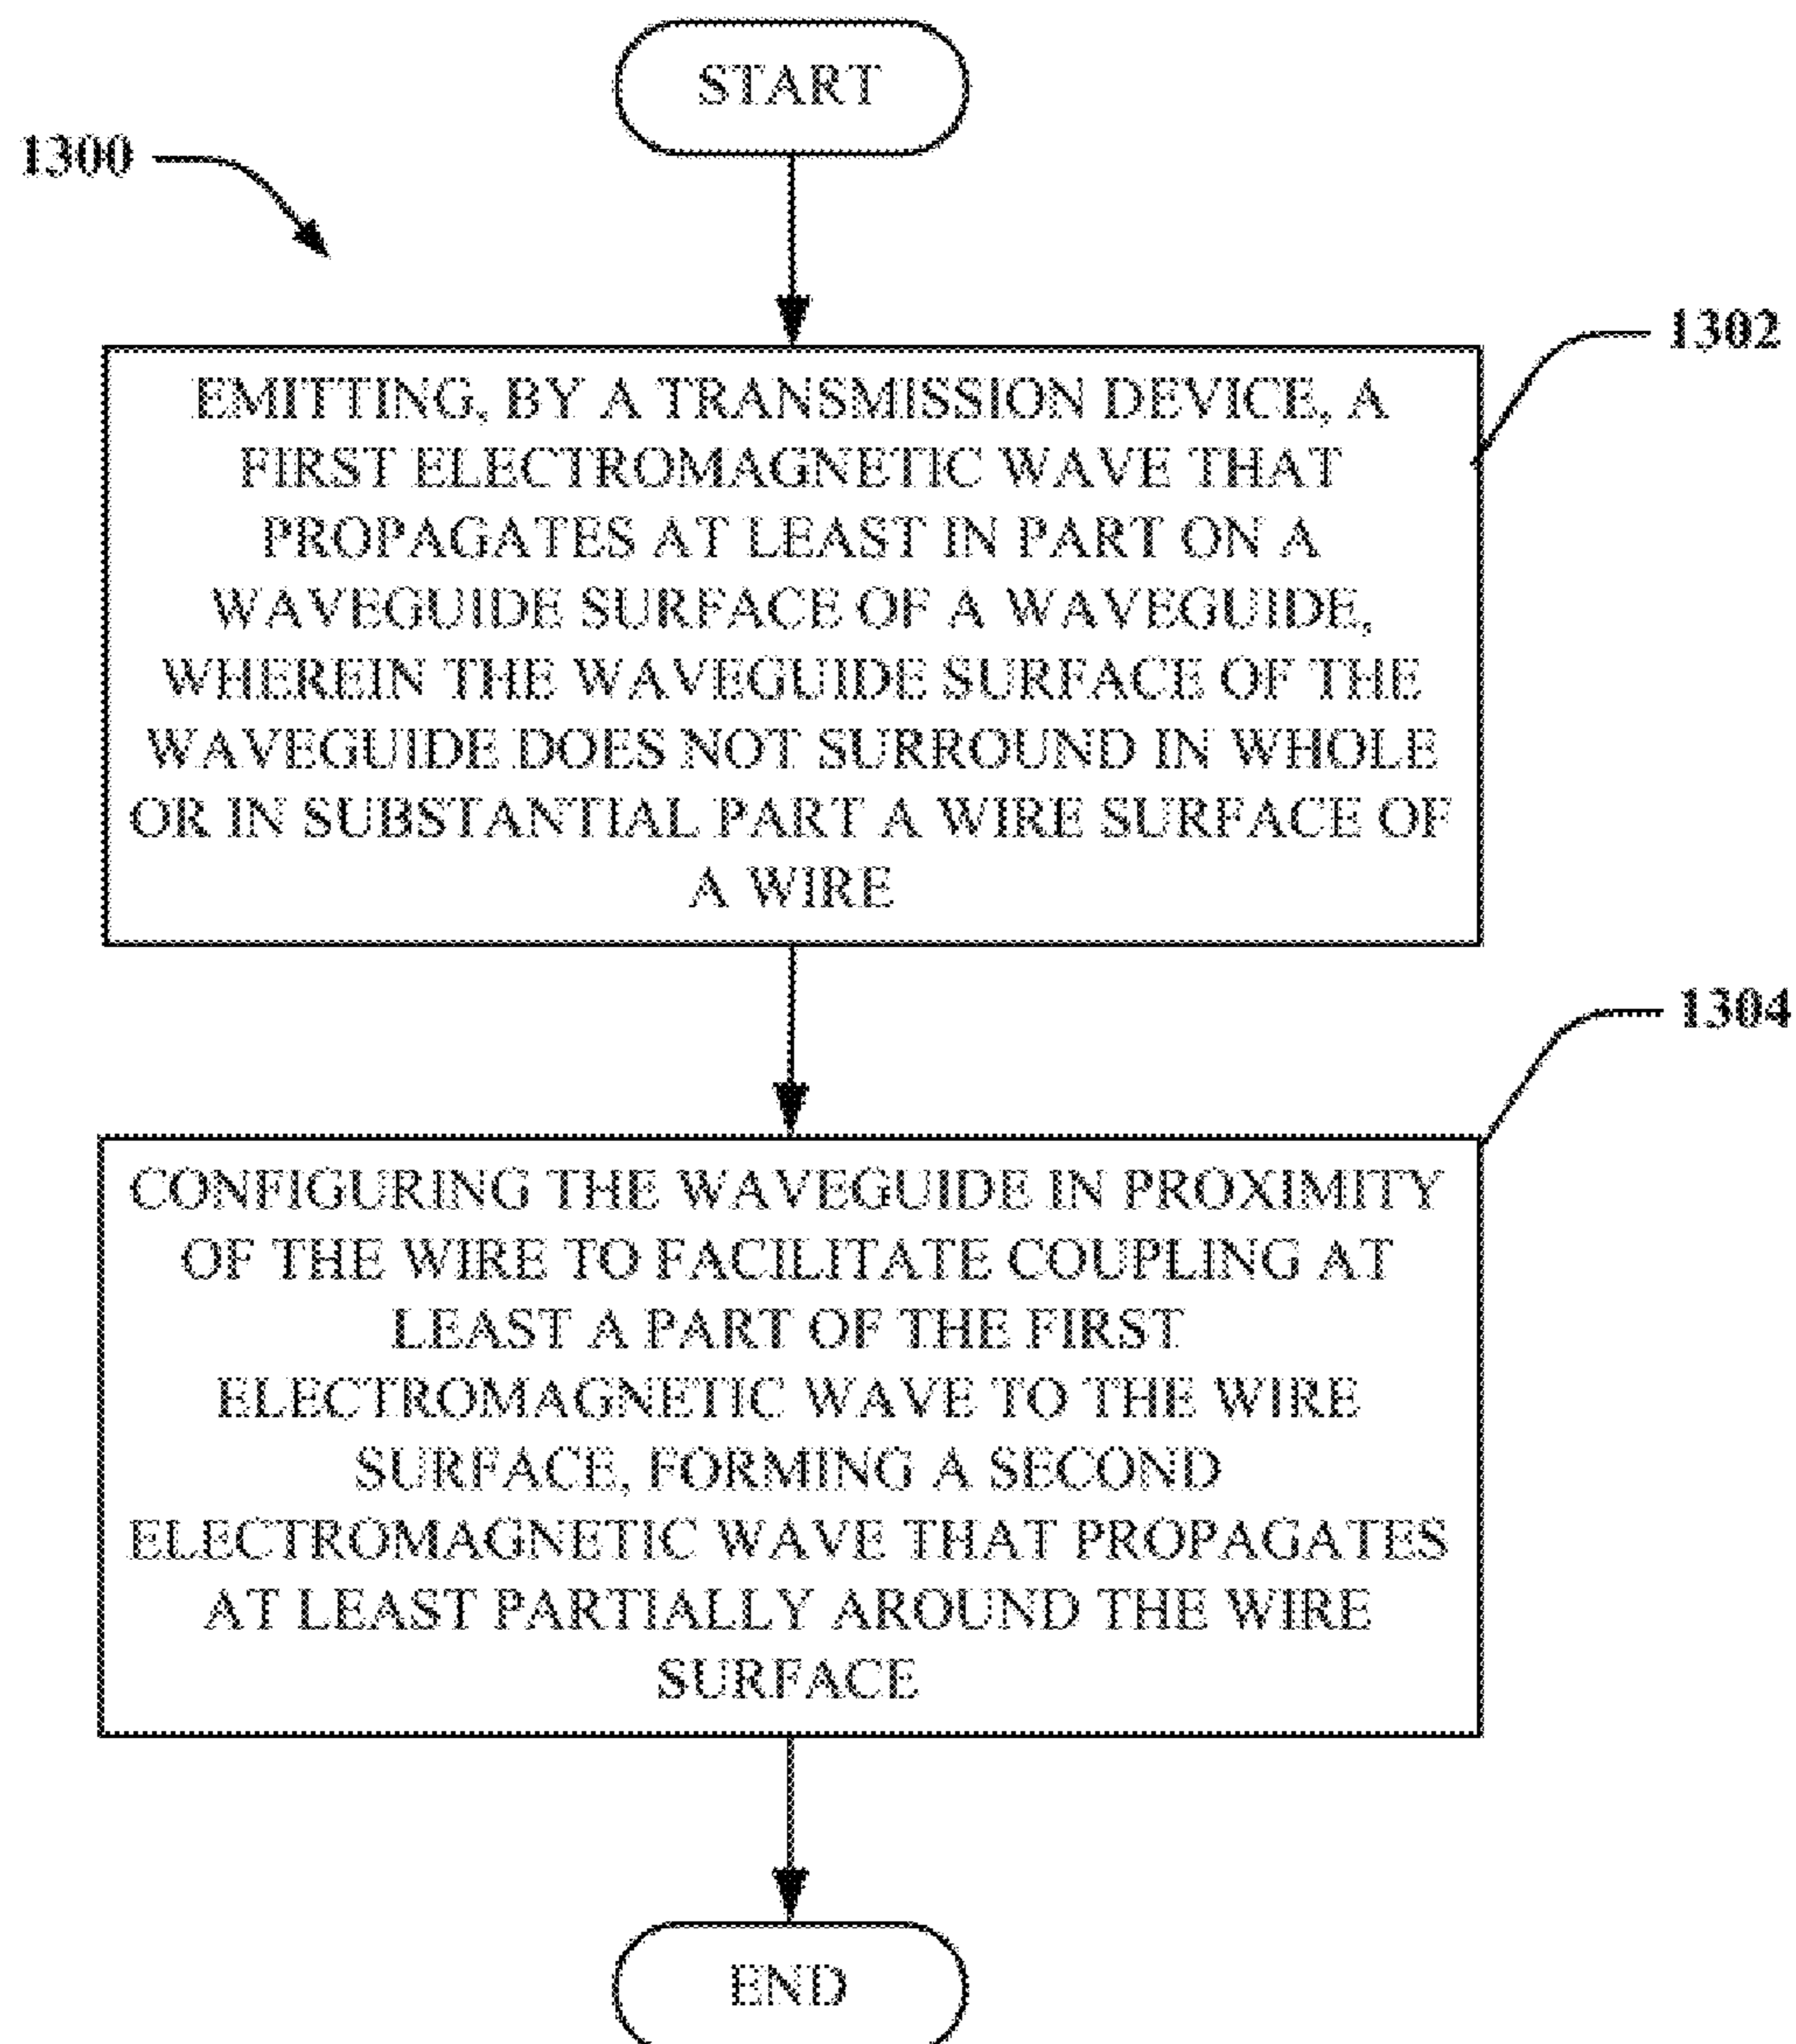 START
1300
1302
EMITTING, BY A TRANSMISSION DEVICE, A
FIRST ELECTROMAGNETIC WAVE THAT
PROPAGATES AT LEAST IN PART ON A
WAVEGUIDE SURFACE OF A WAVEGUIDE,
WHEREIN THE WAVEGUIDE SURFACE OF THE
WAVEGUIDE DOES NOT SURROUND IN WHOLE
OR IN SUBSTANTIAL PART A WIRE SURFACE OF
A WIRE
1304
CONFIGURING THE WAVEGUIDE IN PROXIMITY
OF THE WIRE TO FACILITATE COUPLING AT
LEAST A PART OF THE FIRST
ELECTROMAGNETIC WAVE TO THE WIRE
SURFACE, FORMING A SECOND
ELECTROMAGNETIC WAVE THAT PROPAGATES
AT LEAST PARTIALLY AROUND THE WIRE
SURFACE
END